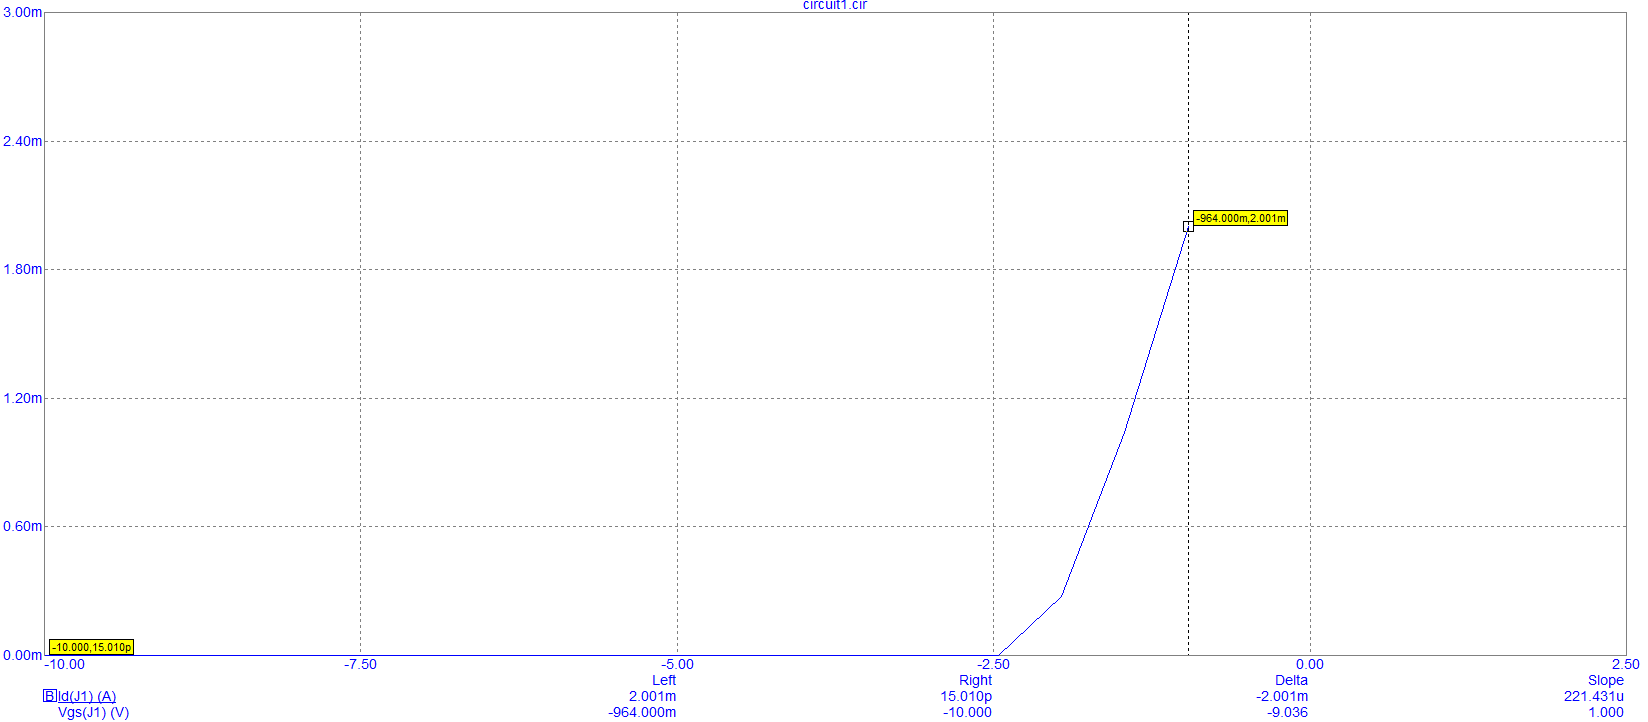 circuit1.cir
3.00m
2.40m
1.80m
1.20m
0.60m
0.00m
-964.000m,2.001m
-10.000,15.010p
-10.00 -7.50 -5.00 -2.50 0.00 2.50
Left Right Delta Slope
B Id(J1) (A) 2.001m 15.010p -2.001m 221.431u
Vgs(J1) (V) -964.000m -10.000 -9.036 1.000